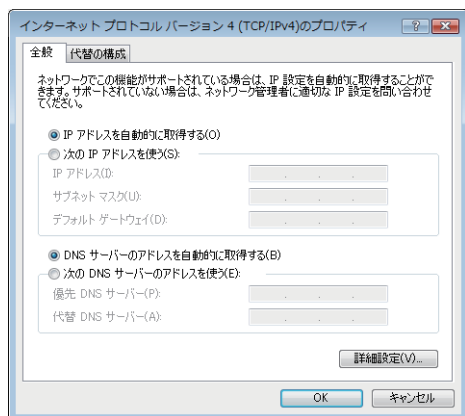 インターネット プロトコル バージョン 4 (TCP/IPv4)のプロパティ
全般
代替の構成
ネットワークでこの機能がサポートされている場合は、IP 設定を自動的に取得することがで
きます。サポートされていない場合は、ネットワーク管理者に適切な IP 設定を問い合わせ
てください。
IP アドレスを自動的に取得する(O)
次の IP アドレスを使う(S):
IP アドレス(I):
サブネット マスク(U):
デフォルト ゲートウェイ(D):
DNS サーバーのアドレスを自動的に取得する(B)
次の DNS サーバーのアドレスを使う(E):
優先 DNS サーバー(P):
代替 DNS サーバー(A):
詳細設定(V)...
OK
キャンセル